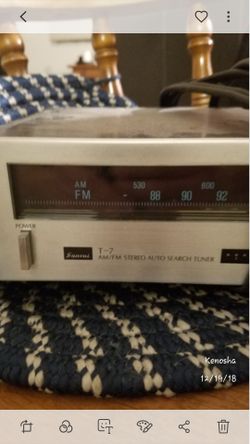 AM 530 600
FM - 88 90 92
POWER
Sansui T-7
AM/FM STEREO AUTO SEARCH TUNER
Kenosha
12/19/18